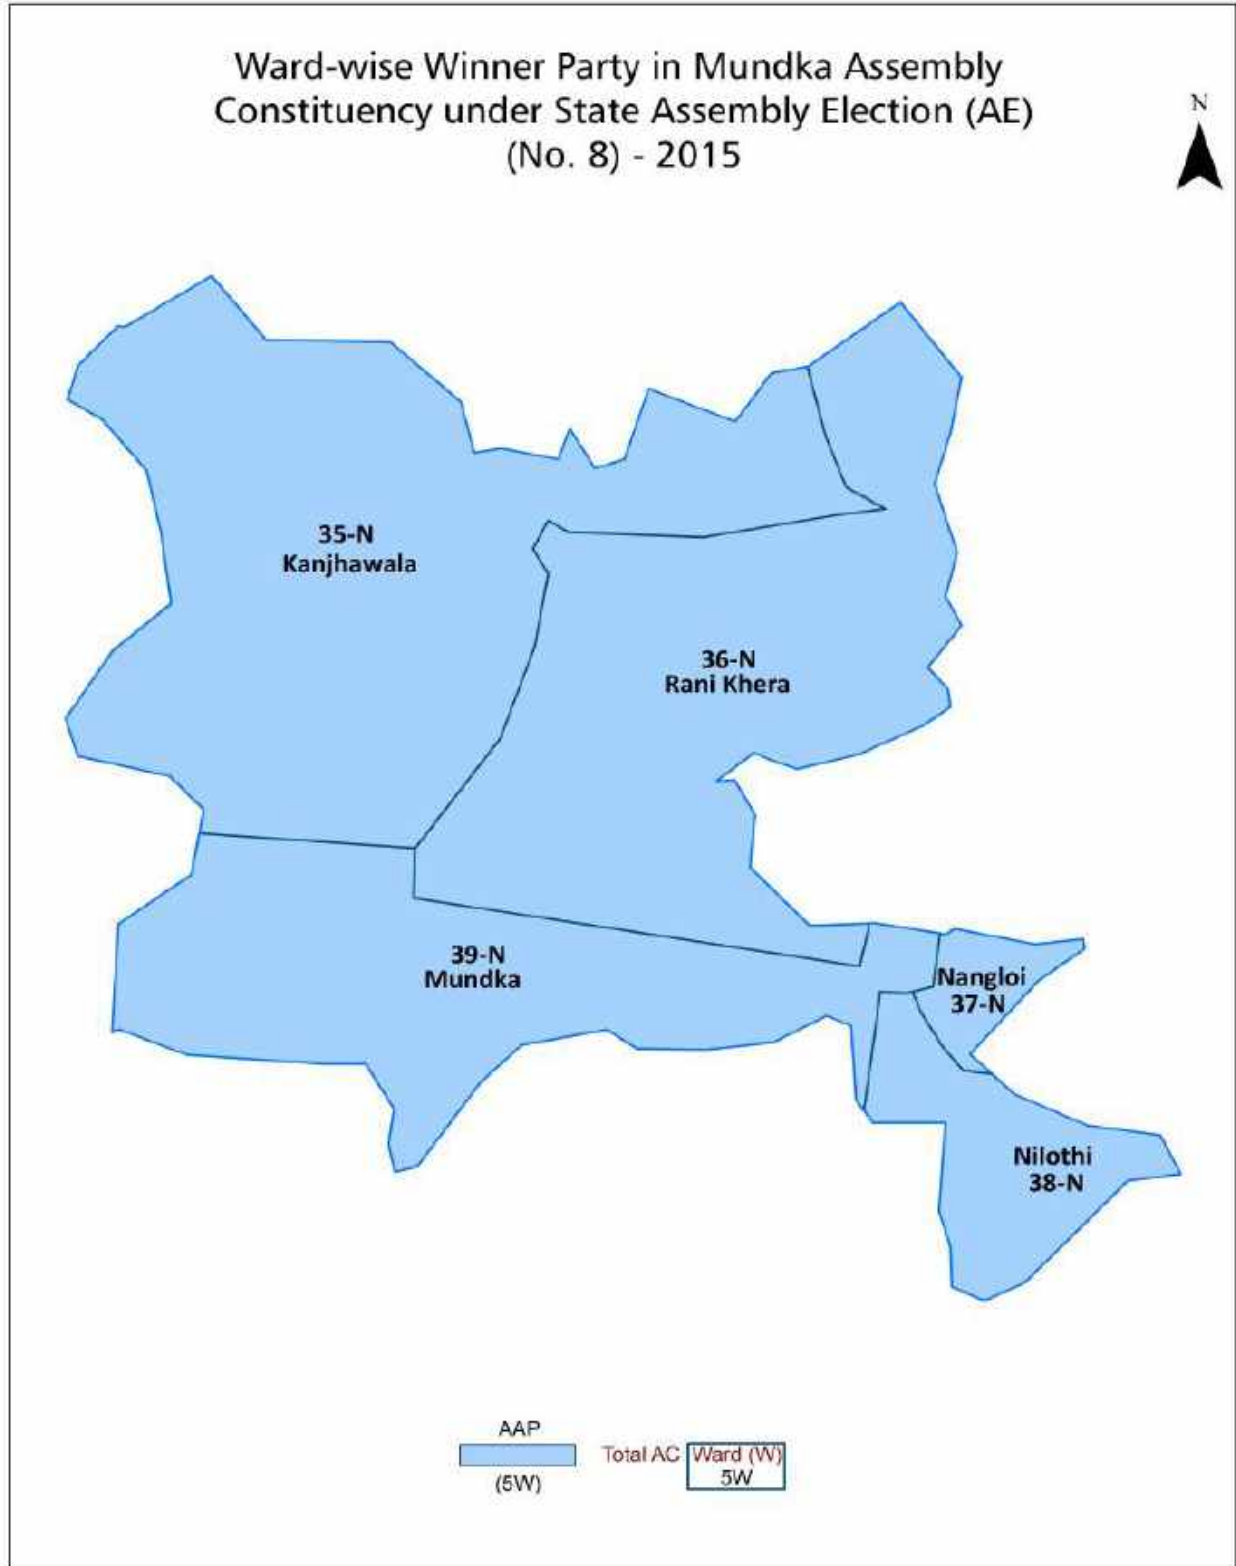 Ward-wise Winner Party in Mundka Assembly
Constituency under State Assembly Election (AE)
(No. 8) - 2015
N
35-N
Kanjhawala
36-N
Rani Khera
39-N
Mundka
Nangloi
37-N
Nilothi
38-N
AAP
(5W)
Total AC
Ward (W)
5W